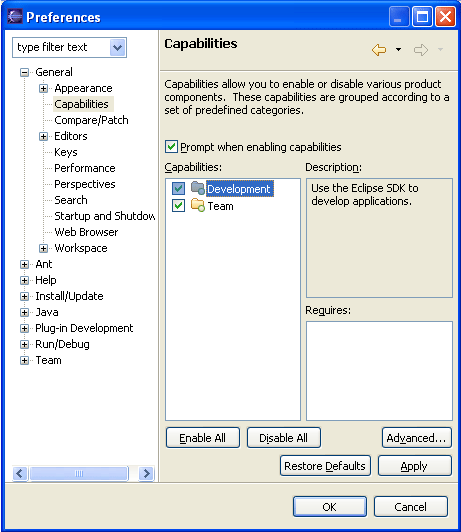 Preferences
type filter text
General
Appearance
Capabilities
Compare/Patch
Editors
Keys
Performance
Perspectives
Search
Startup and Shutdow
Web Browser
Workspace
Ant
Help
Install/Update
Java
Plug-in Development
Run/Debug
Team
Capabilities
Capabilities allow you to enable or disable various product
components. These capabilities are grouped according to a
set of predefined categories.
Prompt when enabling capabilities
Capabilities:
Development
Team
Description:
Use the Eclipse SDK to
develop applications.
Requires:
Enable All
Disable All
Advanced...
Restore Defaults
Apply
OK
Cancel